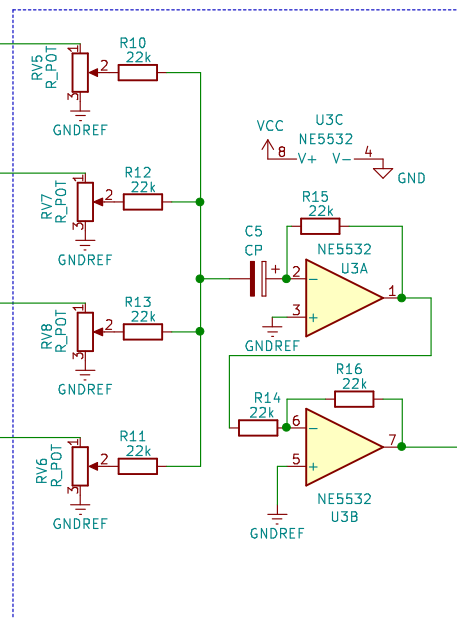 R10
22k
RV5
R_POT
1
2
3
GNDREF
U3C
NE5532
VCC
8
V+
V-
4
GND
R12
22k
RV7
R_POT
1
2
3
GNDREF
R15
22k
C5
CP
+
NE5532
U3A
2
-
1
3
+
GNDREF
R13
22k
RV8
R_POT
1
2
3
GNDREF
R16
22k
R14
22k
6
-
7
5
+
NE5532
U3B
GNDREF
R11
22k
RV6
R_POT
1
2
3
GNDREF